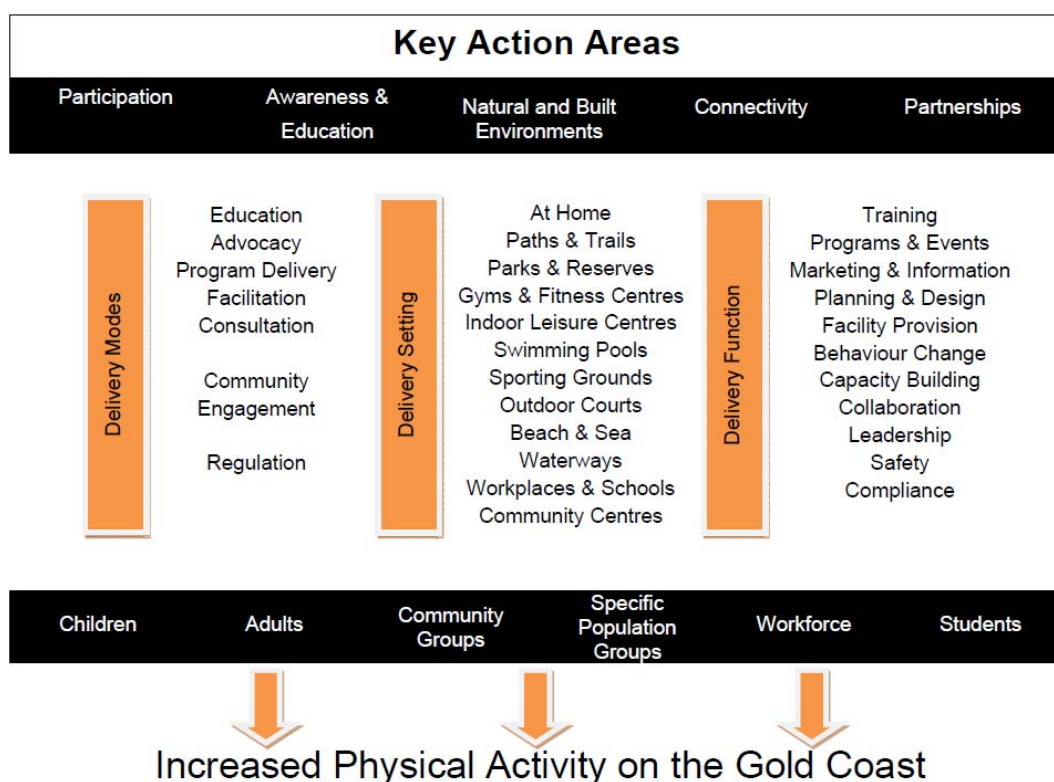 Key Action Areas
Participation
Awareness &
Education
Natural and Built
Environments
Connectivity
Partnerships
Delivery Modes
Education
Advocacy
Program Delivery
Facilitation
Consultation
Community
Engagement
Regulation
Delivery Setting
At Home
Paths & Trails
Parks & Reserves
Gyms & Fitness Centres
Indoor Leisure Centres
Swimming Pools
Sporting Grounds
Outdoor Courts
Beach & Sea
Waterways
Workplaces & Schools
Community Centres
Delivery Function
Training
Programs & Events
Marketing & Information
Planning & Design
Facility Provision
Behaviour Change
Capacity Building
Collaboration
Leadership
Safety
Compliance
Children
Adults
Community
Groups
Specific
Population
Groups
Workforce
Students
Increased Physical Activity on the Gold Coast